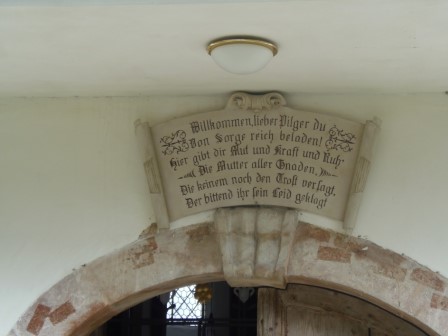 Willkommen, lieber Pilger du
Von Sorge reich beladen!
Hier gibt dir Mut und Kraft und Ruh'
Die Mutter aller Gnaden,
Die keinem noch den Trost versagt,
Der bittend ihr sein Leid geklagt